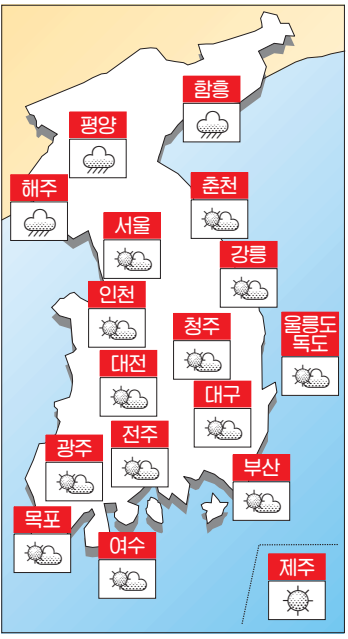 함흥
평양
해주
춘천
서울
강릉
인천
울릉도
독도
청주
대전
대구
전주
광주
부산
목포
여수
제주